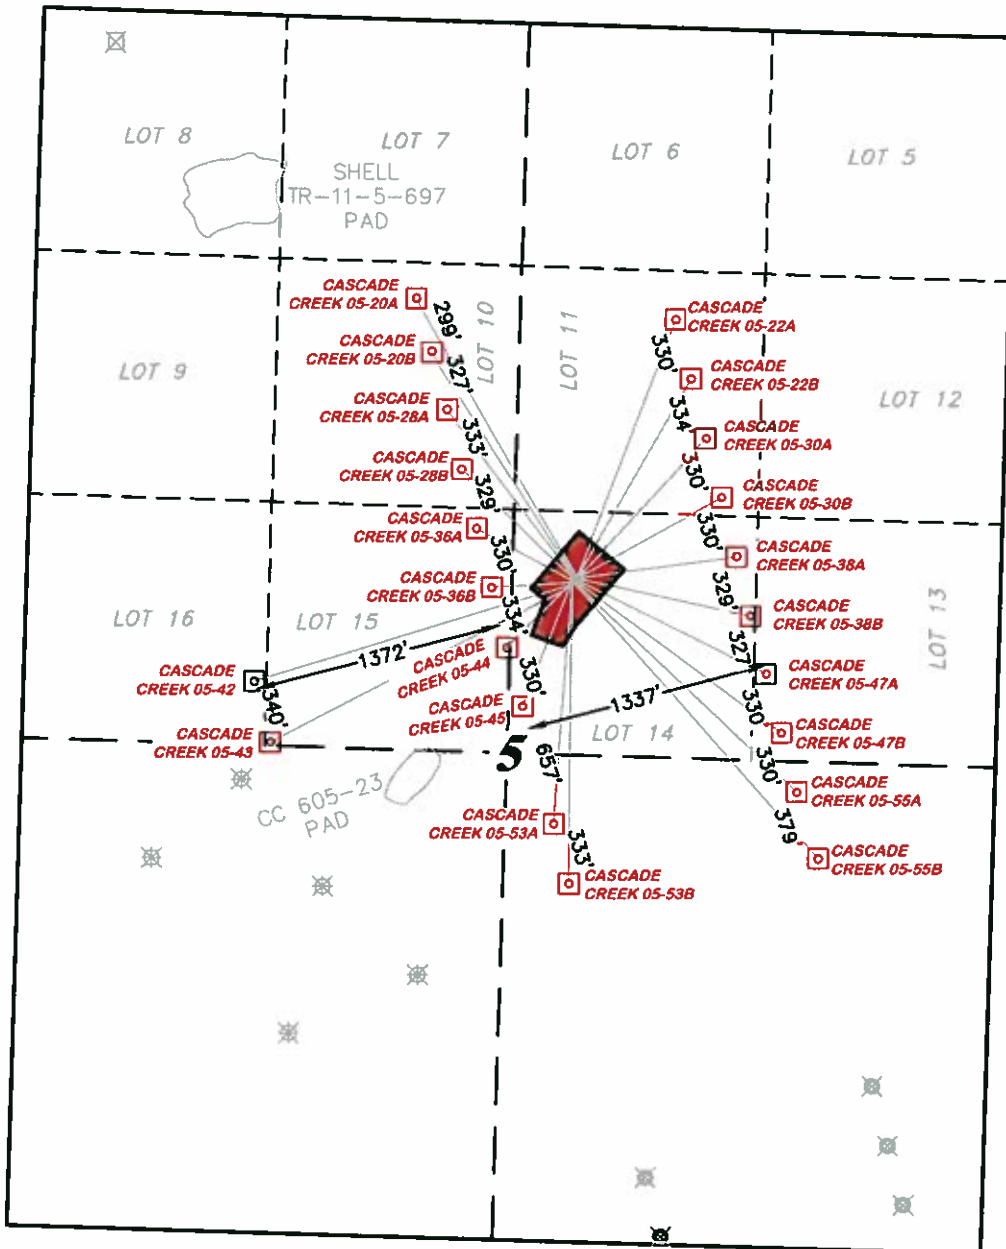 LOT 8
LOT 7
LOT 6
LOT 5
SHELL
TR-11-5-697
PAD
CASCADE
CREEK 05-20A
299'
CASCADE
CREEK 05-20B
327'
LOT 10
LOT 11
CASCADE
CREEK 05-22A
330'
CASCADE
CREEK 05-22B
LOT 9
LOT 12
CASCADE
CREEK 05-28A
333'
334'
CASCADE
CREEK 05-30A
CASCADE
CREEK 05-28B
329'
330'
CASCADE
CREEK 05-30B
CASCADE
CREEK 05-36A
330'
330'
CASCADE
CREEK 05-38A
CASCADE
CREEK 05-36B
334'
329'
CASCADE
CREEK 05-38B
LOT 16
LOT 15
LOT 13
1372'
CASCADE
CREEK 05-44
327'
CASCADE
CREEK 05-42
340'
CASCADE
CREEK 05-47A
330'
CASCADE
CREEK 05-45
1337'
330'
CASCADE
CREEK 05-47B
CASCADE
CREEK 05-43
5
LOT 14
657'
330'
CASCADE
CREEK 05-55A
CC 605-23
PAD
CASCADE
CREEK 05-53A
333'
379'
CASCADE
CREEK 05-55B
CASCADE
CREEK 05-53B